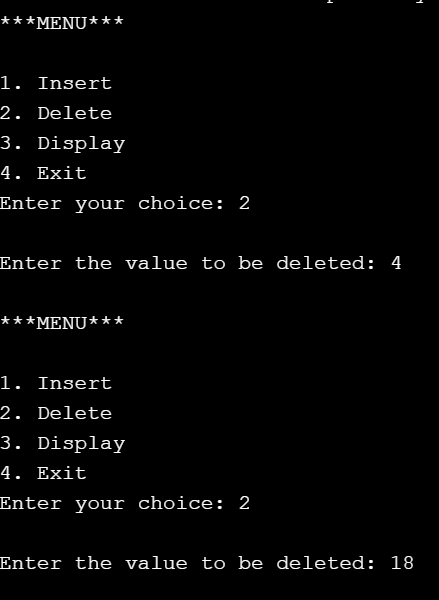 ***MENU***
1. Insert
2. Delete
3. Display
4. Exit
Enter your choice: 2
Enter the value to be deleted: 4
***MENU***
1. Insert
2. Delete
3. Display
4. Exit
Enter your choice: 2
Enter the value to be deleted: 18